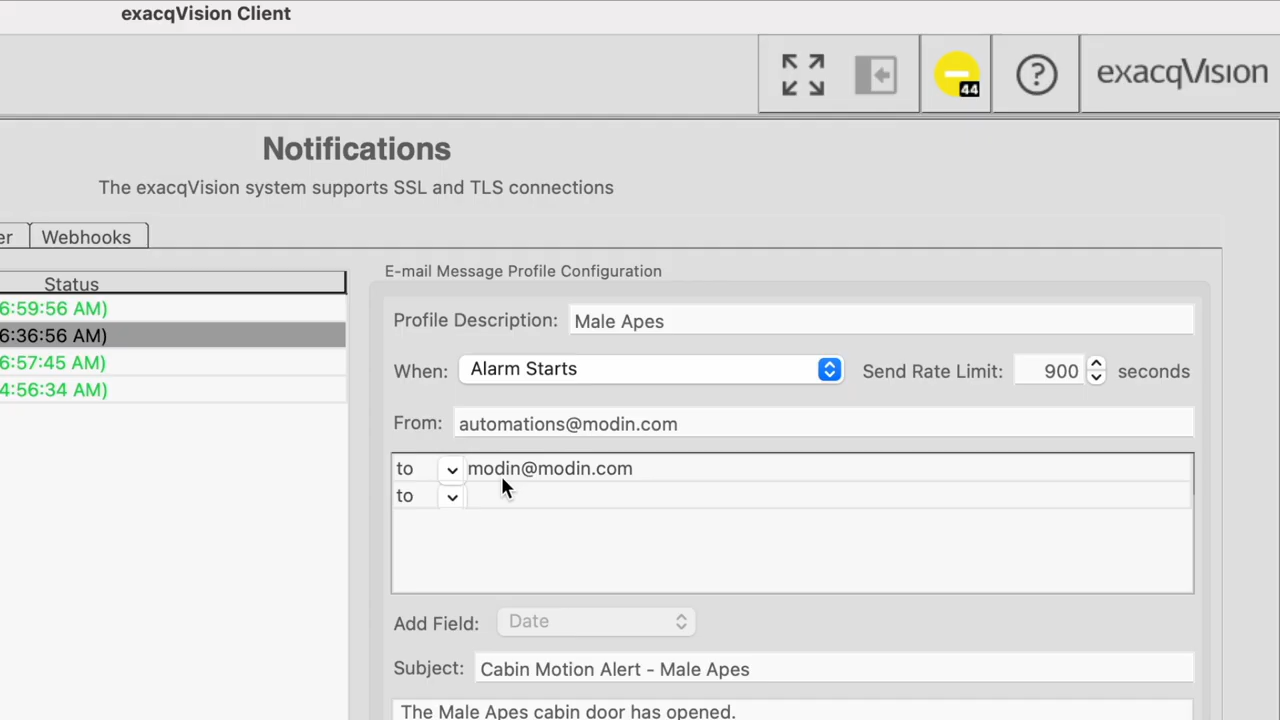 exacqVision Client
44
?
exacqVision
Notifications
The exacqVision system supports SSL and TLS connections
er
Webhooks
Status
E-mail Message Profile Configuration
6:59:56 AM)
6:36:56 AM)
6:57:45 AM)
4:56:34 AM)
Profile Description: Male Apes
When: Alarm Starts Send Rate Limit: 900 seconds
From: automations@modin.com
to modin@modin.com
to
Add Field: Date
Subject: Cabin Motion Alert - Male Apes
The Male Apes cabin door has opened.